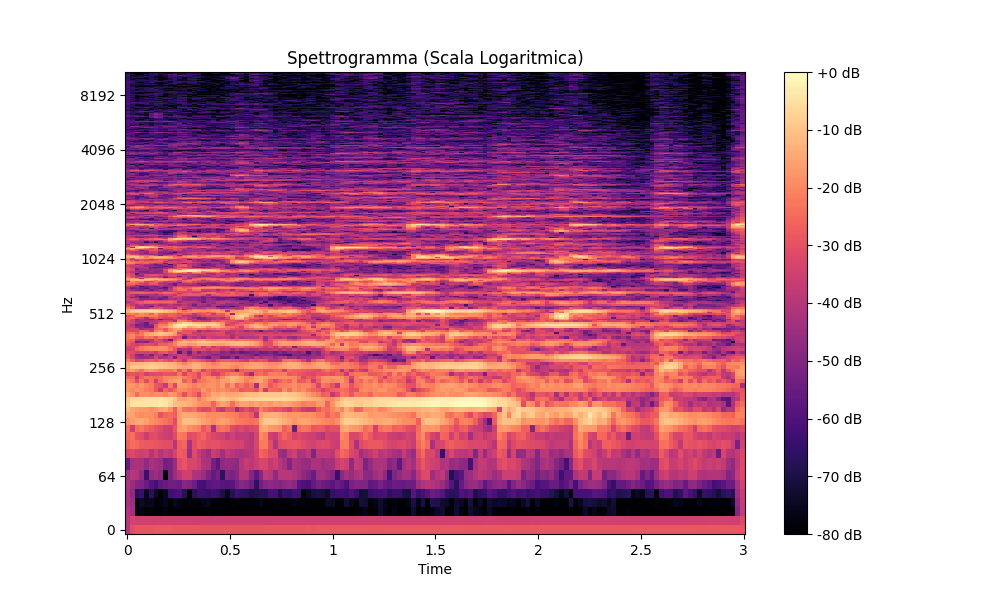 Spettrogramma (Scala Logaritmica)
8192
4096
2048
1024
512
256
128
64
0
Hz
0
0.5
1
1.5
2
2.5
3
Time
+0 dB
-10 dB
-20 dB
-30 dB
-40 dB
-50 dB
-60 dB
-70 dB
-80 dB